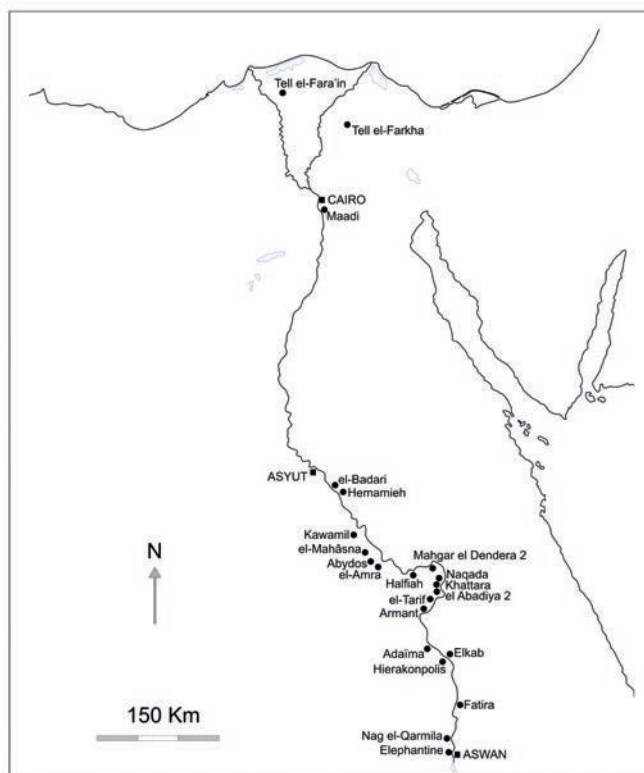 Tell el-Fara'in
Tell el-Farkha
CAIRO
Maadi
ASYUT
el-Badari
Hemamieh
Kawamil
el-Mahâsna
Abydos
el-Amra
Mahgar el Dendera 2
Halfiah
Naqada
Khattara
el Abadiya 2
el-Tarif
Armant
N
Adaïma
Elkab
Hierakonpolis
Fatira
150 Km
Nag el-Qarmila
Elephantine
ASWAN